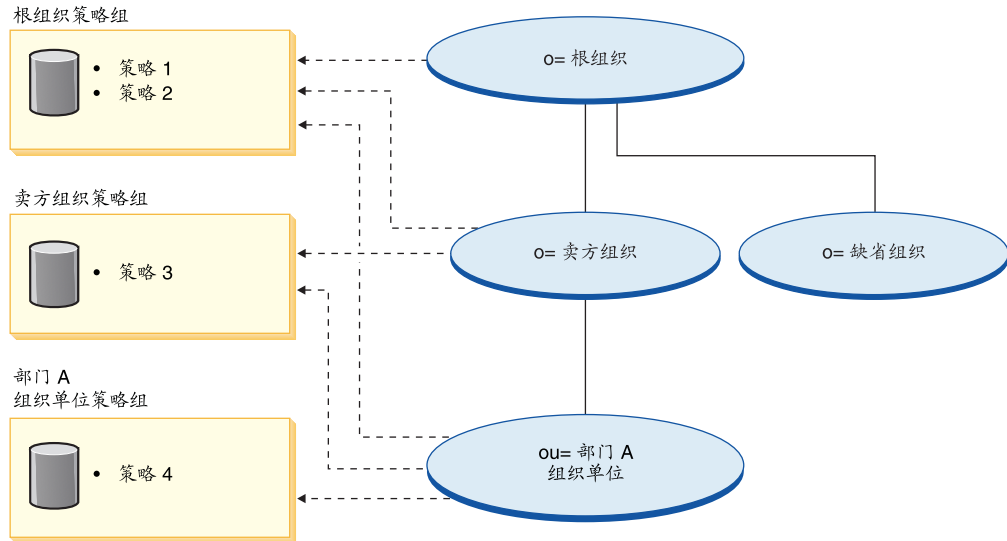 根组织策略组
• 策略 1
• 策略 2
o= 根组织
卖方组织策略组
• 策略 3
o= 卖方组织
o= 缺省组织
部门 A
组织单位策略组
• 策略 4
ou= 部门 A
组织单位